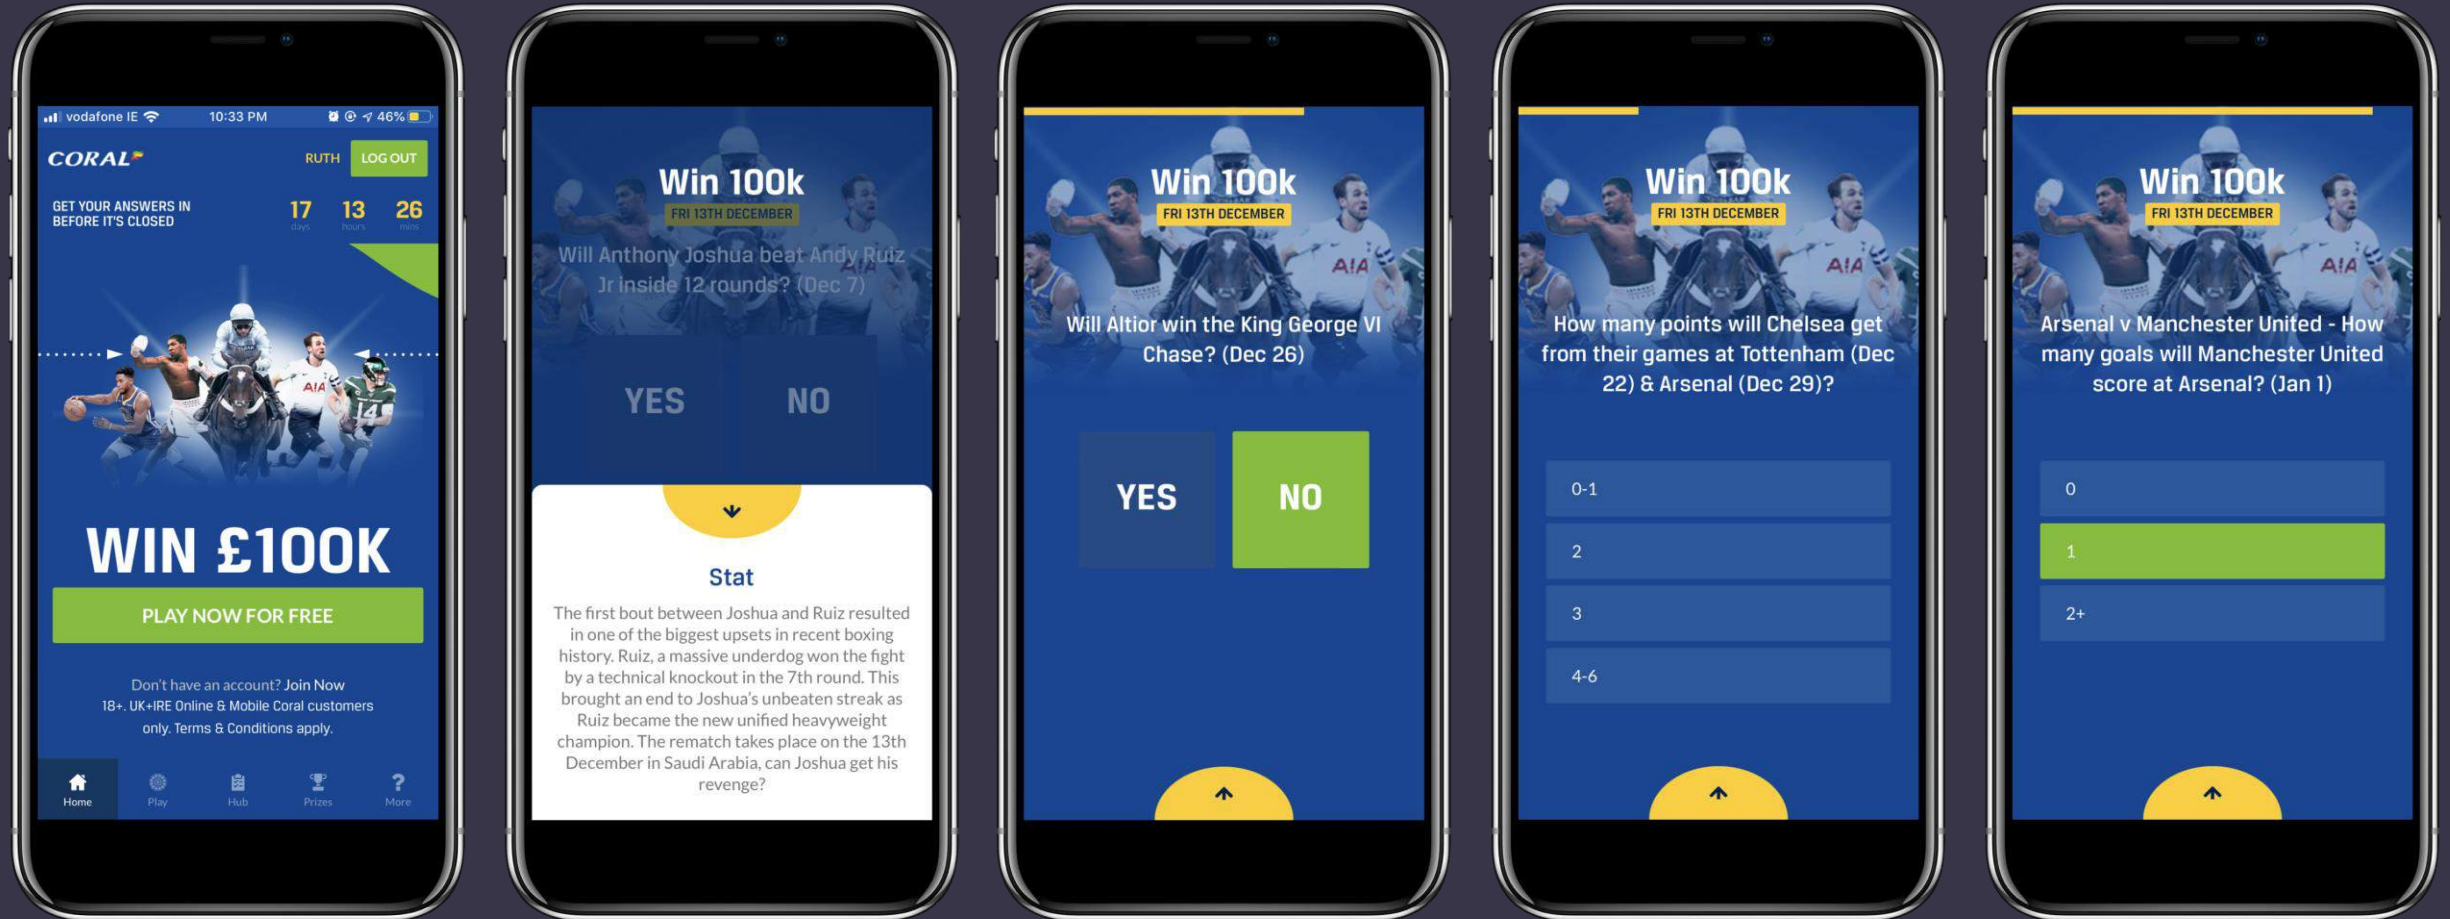 vodafone IE
10:33 PM
46%
CORAL
RUTH
LOG OUT
GET YOUR ANSWERS IN
BEFORE IT'S CLOSED
17 13 26
days hours mins
AIA
14
WIN £100K
PLAY NOW FOR FREE
Don't have an account? Join Now
18+. UK+IRE Online & Mobile Coral customers
only. Terms & Conditions apply.
Home Play Hub Prizes More
Win 100k
FRI 13TH DECEMBER
Will Anthony Joshua beat Andy Ruiz
Jr inside 12 rounds? (Dec 7)
AIA
YES NO
Stat
The first bout between Joshua and Ruiz resulted
in one of the biggest upsets in recent boxing
history. Ruiz, a massive underdog won the fight
by a technical knockout in the 7th round. This
brought an end to Joshua's unbeaten streak as
Ruiz became the new unified heavyweight
champion. The rematch takes place on the 13th
December in Saudi Arabia, can Joshua get his
revenge?
Win 100k
FRI 13TH DECEMBER
AIA
Will Altior win the King George VI
Chase? (Dec 26)
YES NO
Win 100k
FRI 13TH DECEMBER
AIA
How many points will Chelsea get
from their games at Tottenham (Dec
22) & Arsenal (Dec 29)?
0-1
2
3
4-6
Win 100k
FRI 13TH DECEMBER
AIA
Arsenal v Manchester United - How
many goals will Manchester United
score at Arsenal? (Jan 1)
0
1
2+